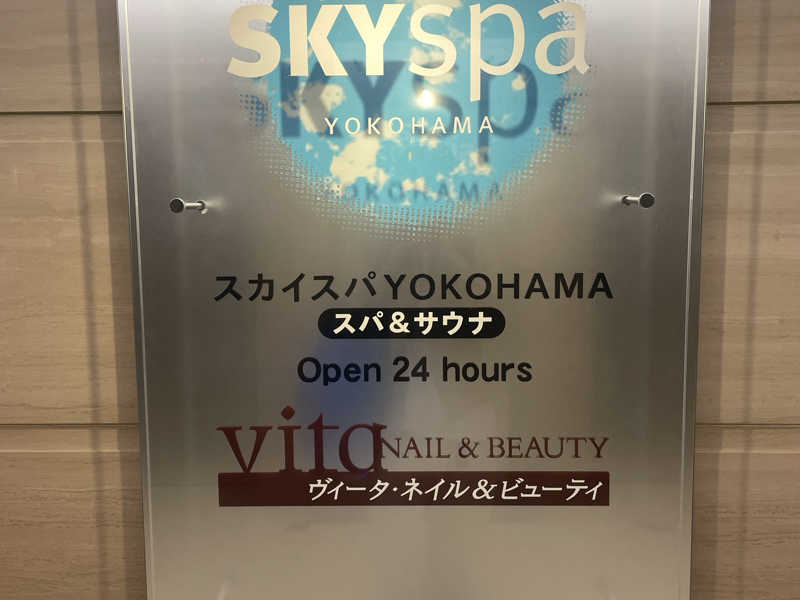 SKYspa
YOKOHAMA
スカイスパYOKOHAMA
スパ&サウナ
Open 24 hours
vita NAIL & BEAUTY
ヴィータ・ネイル&ビューティ